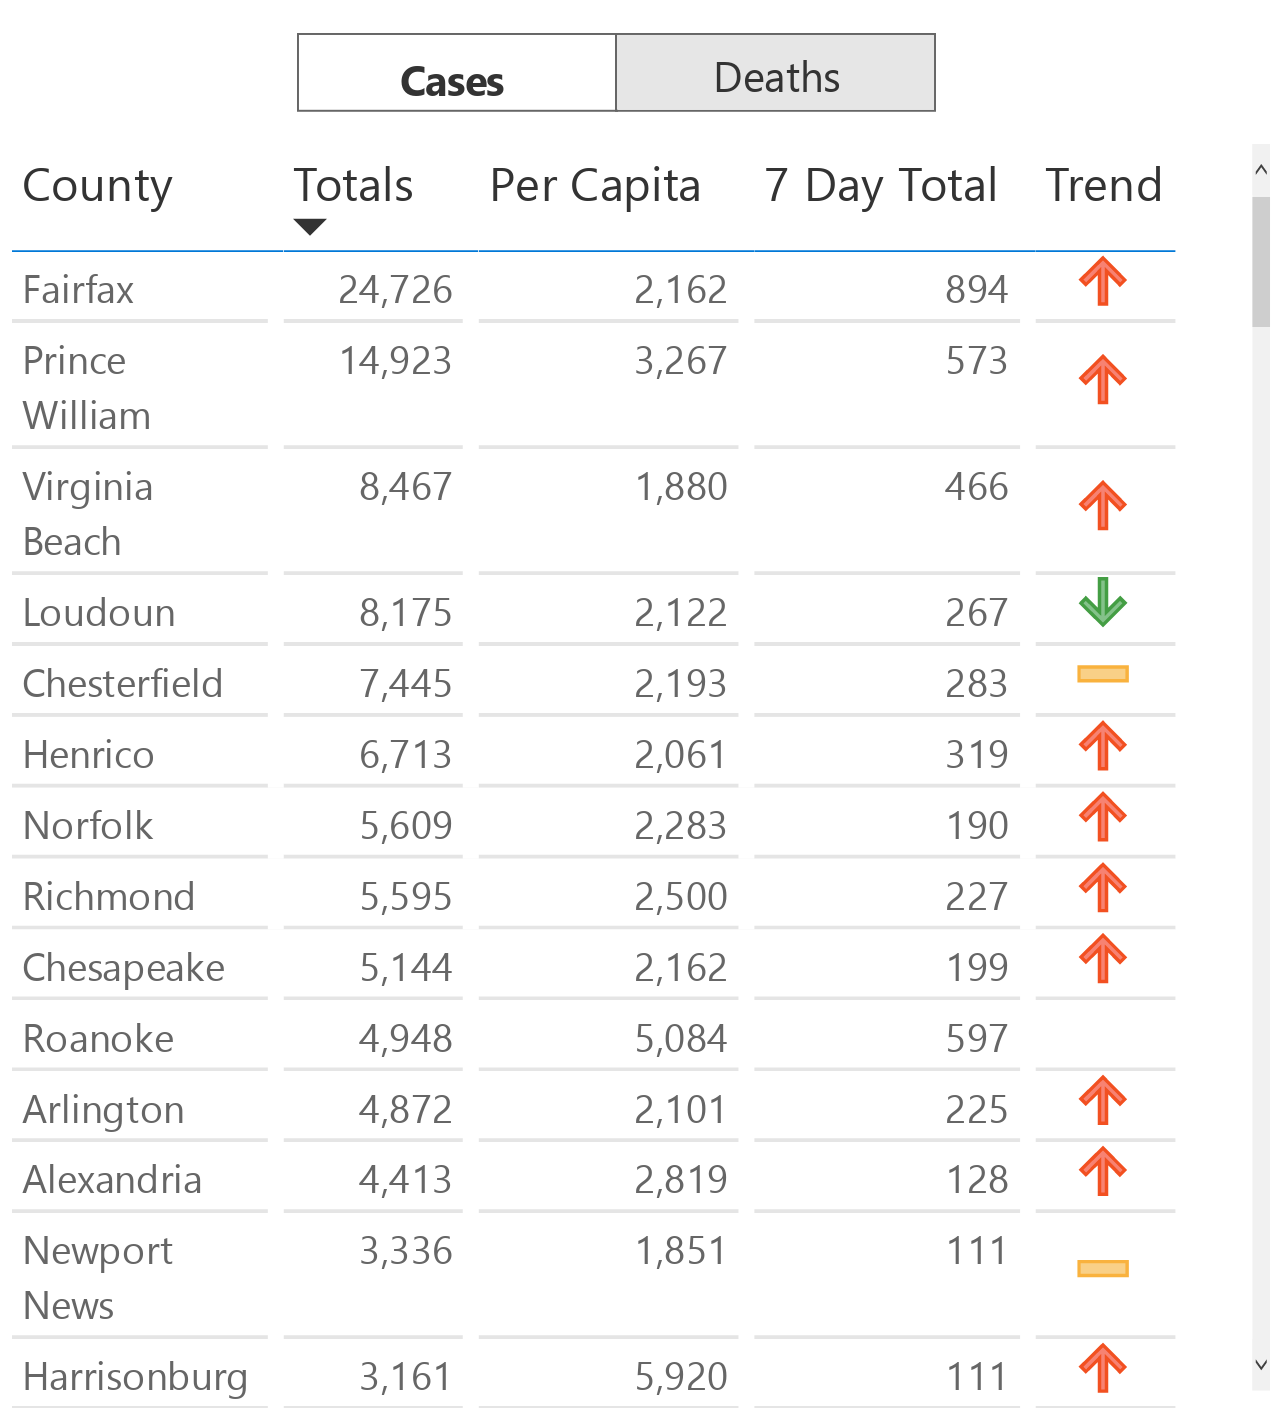 Cases Deaths
County Totals Per Capita 7 Day Total Trend
Fairfax 24,726 2,162 894
Prince 14,923 3,267 573
William
Virginia 8,467 1,880 466
Beach
Loudoun 8,175 2,122 267
Chesterfield 7,445 2,193 283
Henrico 6,713 2,061 319
Norfolk 5,609 2,283 190
Richmond 5,595 2,500 227
Chesapeake 5,144 2,162 199
Roanoke 4,948 5,084 597
Arlington 4,872 2,101 225
Alexandria 4,413 2,819 128
Newport 3,336 1,851 111
News
Harrisonburg 3,161 5,920 111